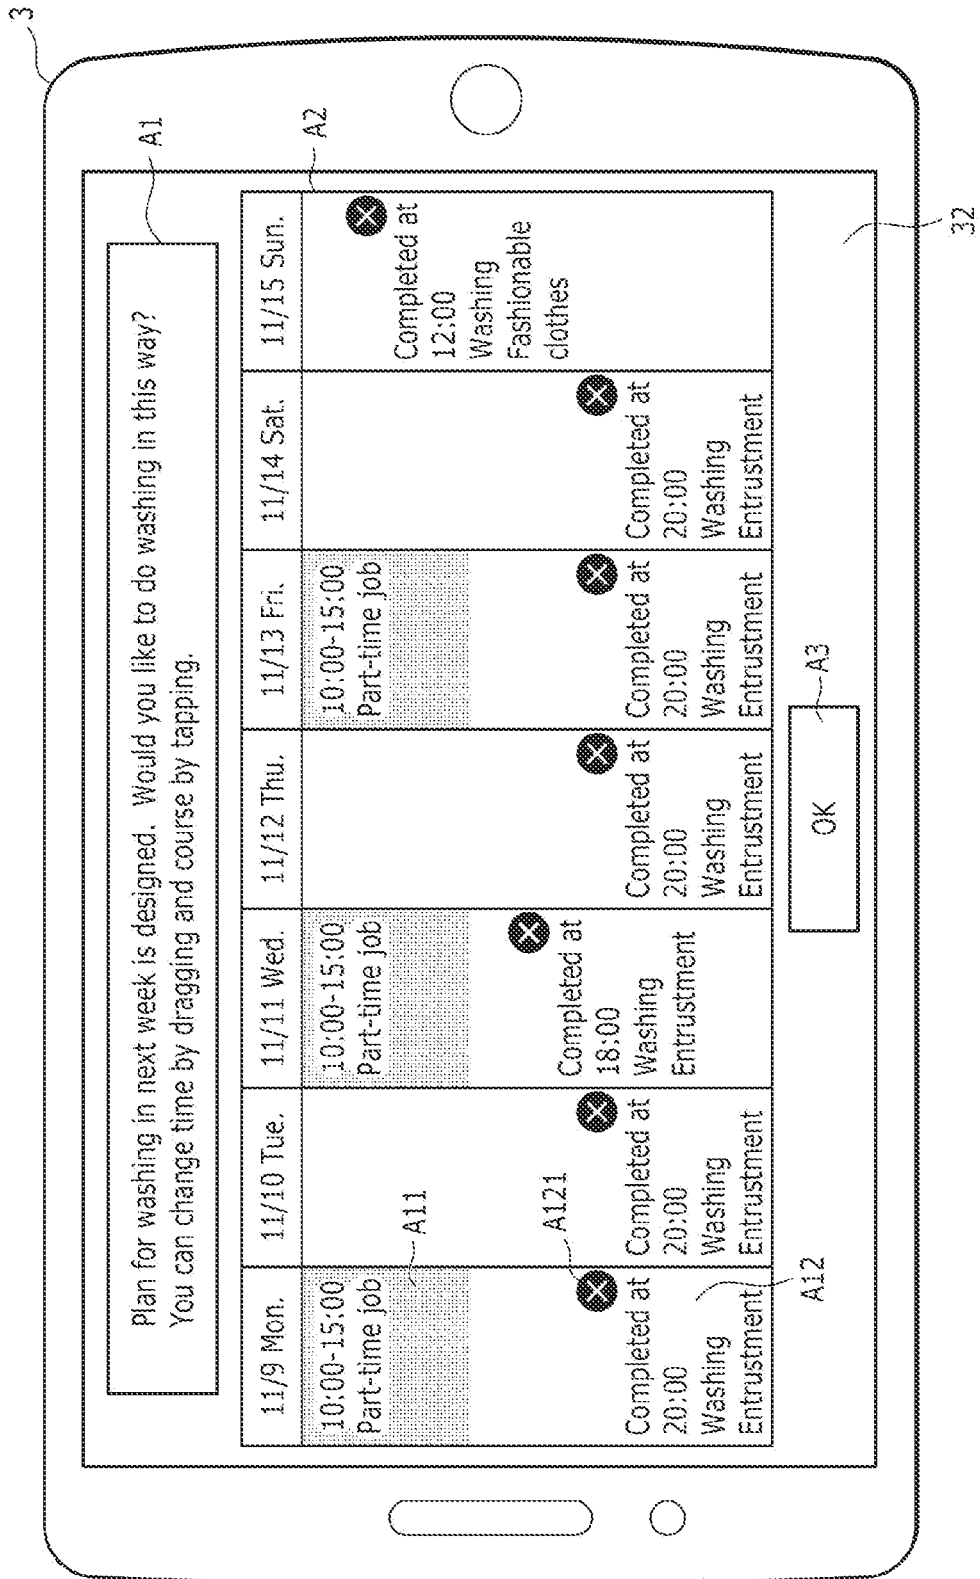 3
A1
Plan for washing in next week is designed. Would you like to do washing in this way?
You can change time by dragging and course by tapping.
A2
11/9 Mon.
10:00-15:00
Part-time job
A11
A121
Completed at
20:00
Washing
Entrustment
A12
11/10 Tue.
Completed at
20:00
Washing
Entrustment
11/11 Wed.
10:00-15:00
Part-time job
Completed at
18:00
Washing
Entrustment
11/12 Thu.
Completed at
20:00
Washing
Entrustment
11/13 Fri.
10:00-15:00
Part-time job
Completed at
20:00
Washing
Entrustment
11/14 Sat.
Completed at
20:00
Washing
Entrustment
11/15 Sun.
Completed at
12:00
Washing
Fashionable
clothes
OK
A3
32